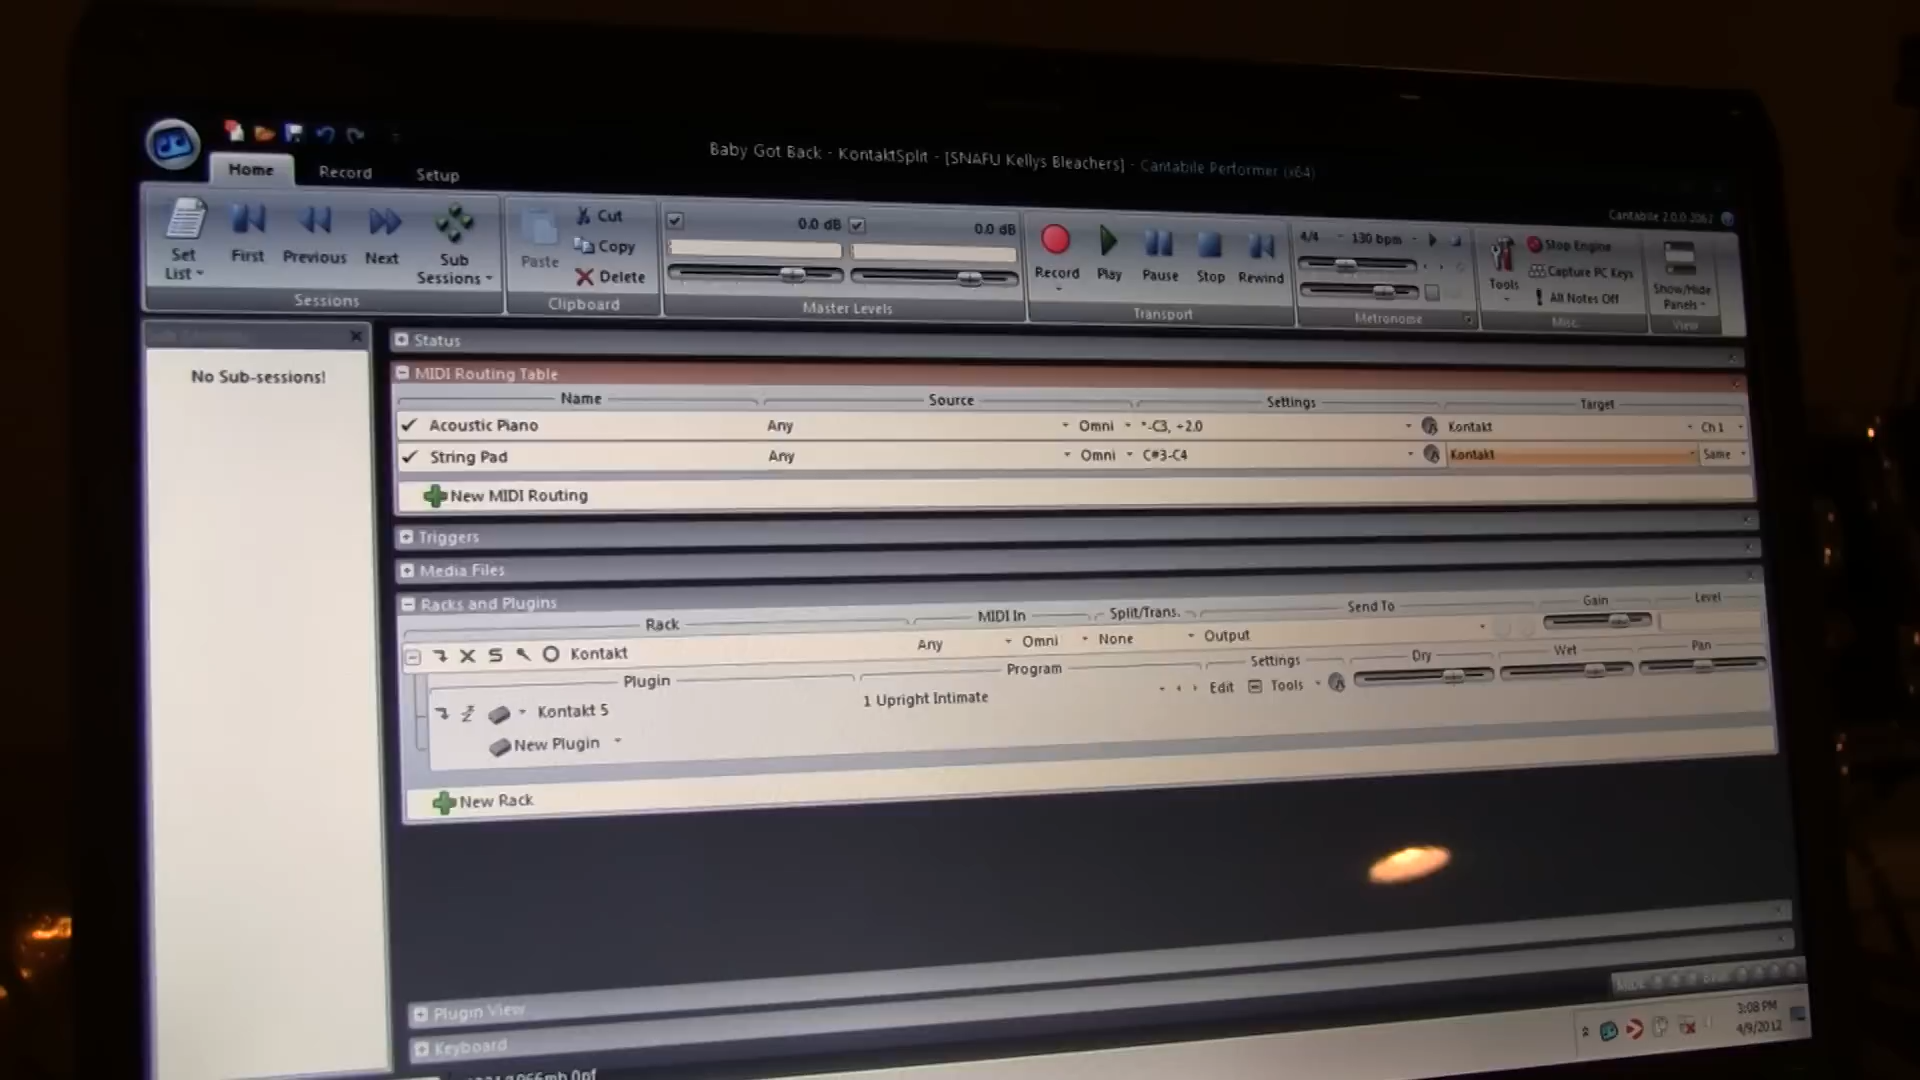 Baby Got Back - KontaktSplit - [SNAFU Kellys Bleachers] - Cantabile Performer (x64)
Home Record Setup
Cantabile 2.0.0.2062
Set List First Previous Next Sub Sessions
Sessions
Paste Cut Copy Delete
Clipboard
0.0 dB 0.0 dB
Master Levels
Record Play Pause Stop Rewind
Transport
4/4 130 bpm
Metronome
Tools Stop Engine
Capture PC Keys
All Notes Off
Misc.
Show/Hide Panels
View
No Sub-sessions!
Status
MIDI Routing Table
Name Source Settings Target
Acoustic Piano Any Omni *-C3, +2.0 Kontakt Ch 1
String Pad Any Omni C#3-C4 Kontakt Same
New MIDI Routing
Triggers
Media Files
Racks and Plugins
Rack MIDI In Split/Trans. Send To Gain Level
Kontakt Any Omni None Output
Plugin Program Settings Dry Wet Pan
Kontakt 5 1 Upright Intimate Edit Tools
New Plugin
New Rack
Plugin View
Keyboard
3:08 PM
4/9/2012